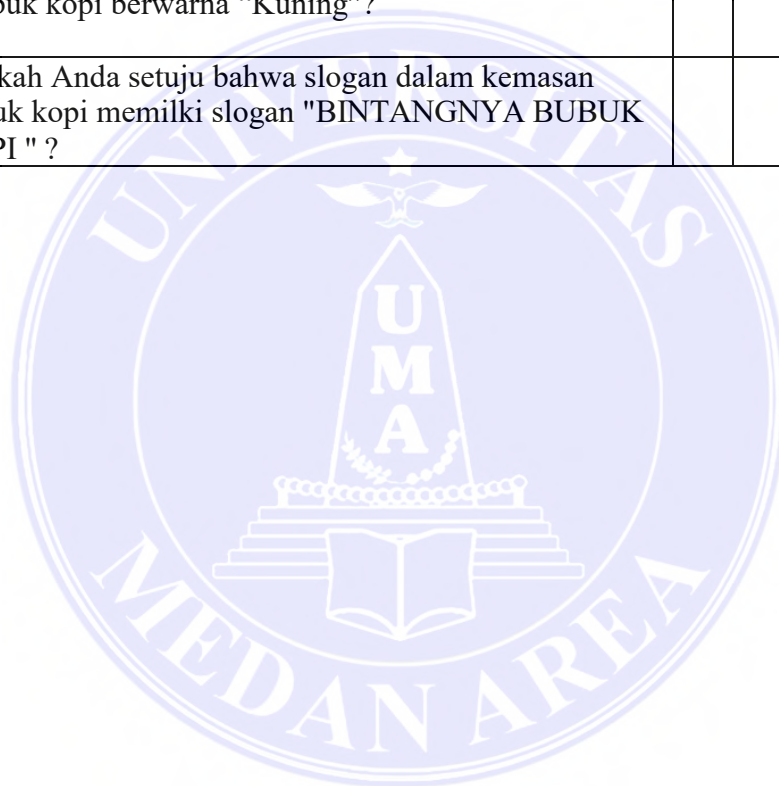 buk kopi berwarna "Kuning"?
kah Anda setuju bahwa slogan dalam kemasan
uk kopi memilki slogan "BINTANGNYA BUBUK
PI " ?
UNIVERSITAS
U
M
A
MEDAN AREA